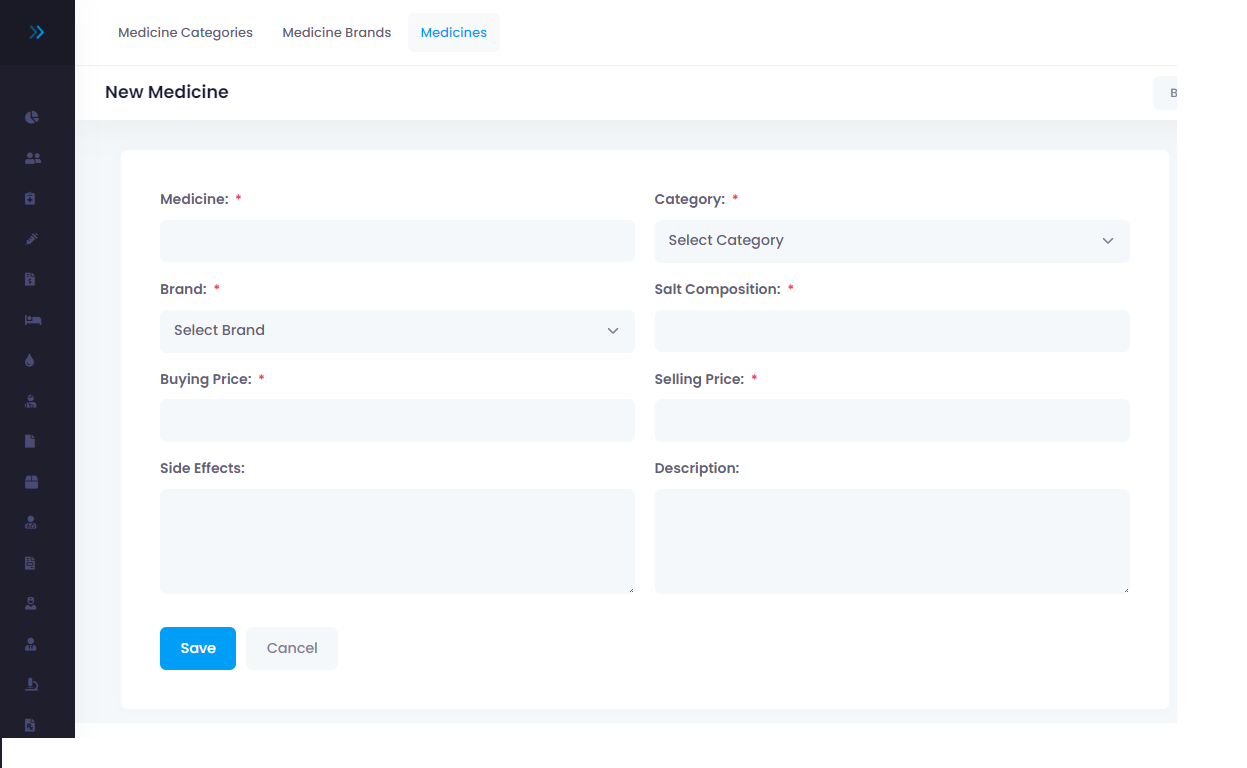 Medicine Categories Medicine Brands Medicines
New Medicine
B
Medicine: * Category: *
Select Category
Brand: * Salt Composition: *
Select Brand
Buying Price: * Selling Price: *
Side Effects: Description:
Save Cancel